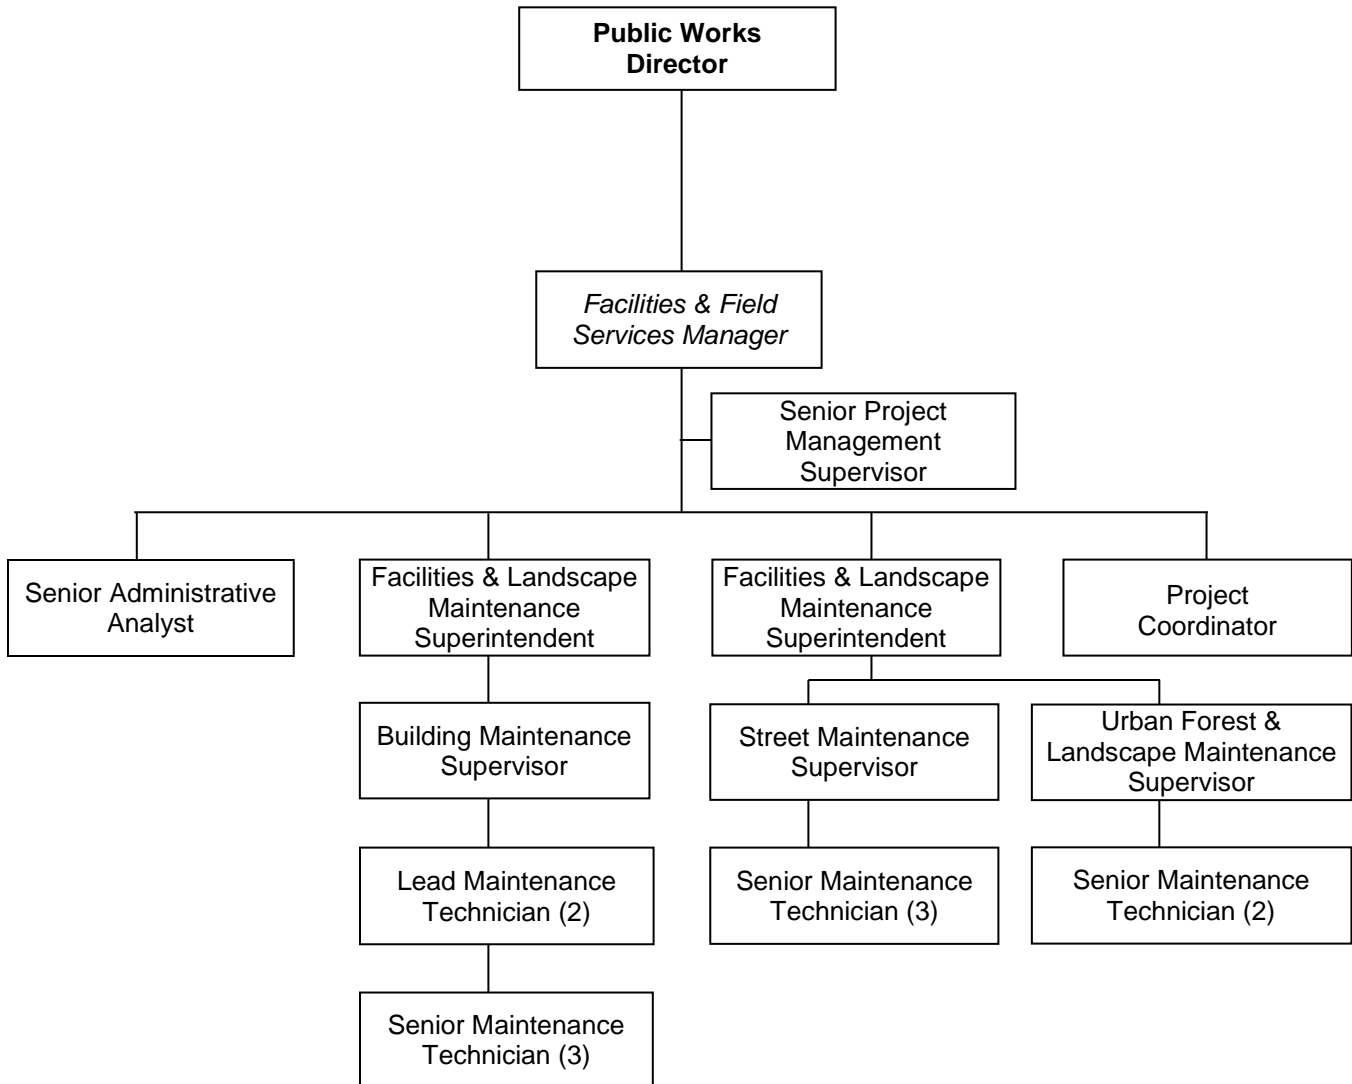 Public Works
Director
Facilities & Field
Services Manager
Senior Project
Management
Supervisor
Senior Administrative
Analyst
Facilities & Landscape
Maintenance
Superintendent
Facilities & Landscape
Maintenance
Superintendent
Project
Coordinator
Building Maintenance
Supervisor
Street Maintenance
Supervisor
Urban Forest &
Landscape Maintenance
Supervisor
Lead Maintenance
Technician (2)
Senior Maintenance
Technician (3)
Senior Maintenance
Technician (2)
Senior Maintenance
Technician (3)